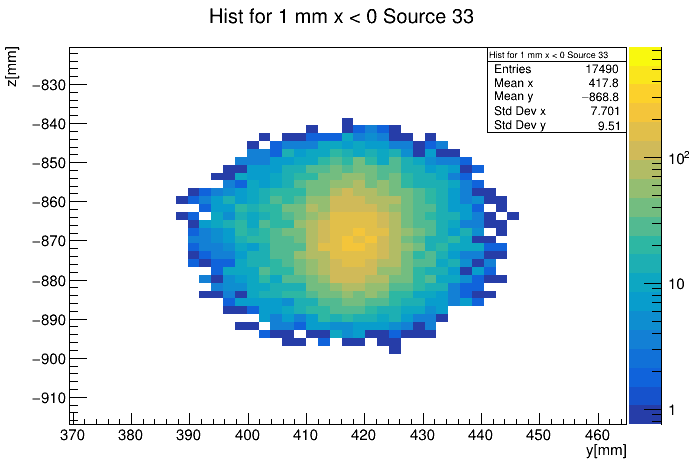 Hist for 1 mm x < 0 Source 33
z[mm]
Hist for 1 mm x < 0 Source 33
Entries 17490
Mean x 417.8
Mean y −868.8
Std Dev x 7.701
Std Dev y 9.51
−830
−840
−850
−860
−870
−880
−890
−900
−910
10²
10
1
370 380 390 400 410 420 430 440 450 460
y[mm]